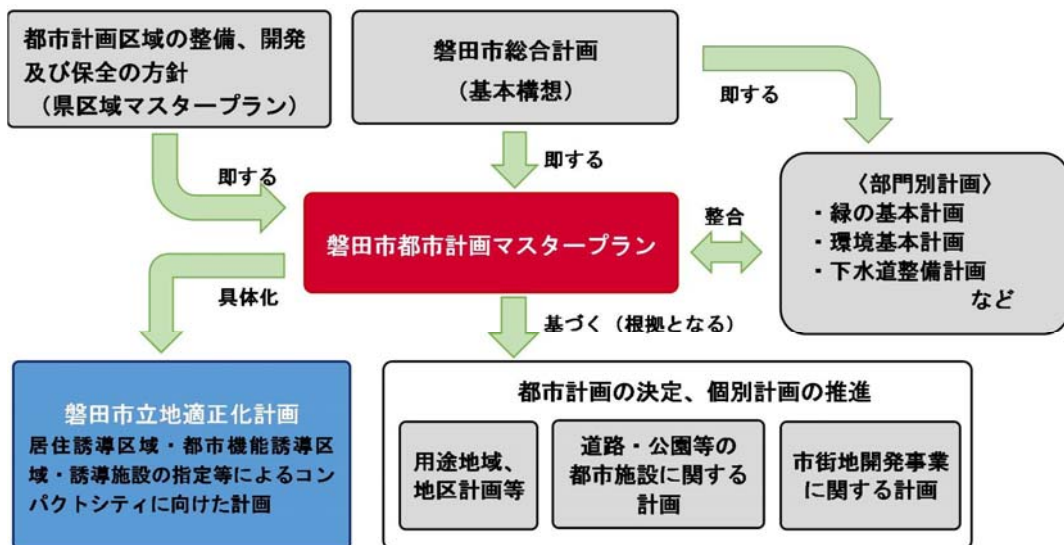 都市計画区域の整備、開発
及び保全の方針
(県区域マスタープラン)
磐田市総合計画
(基本構想)
即する
即する
即する
〈部門別計画〉
・緑の基本計画
・環境基本計画
・下水道整備計画
など
磐田市都市計画マスタープラン
整合
具体化
基づく(根拠となる)
磐田市立地適正化計画
居住誘導区域・都市機能誘導区
域・誘導施設の指定等によるコン
パクトシティに向けた計画
都市計画の決定、個別計画の推進
用途地域、
地区計画等
道路・公園等の
都市施設に関する
計画
市街地開発事業
に関する計画